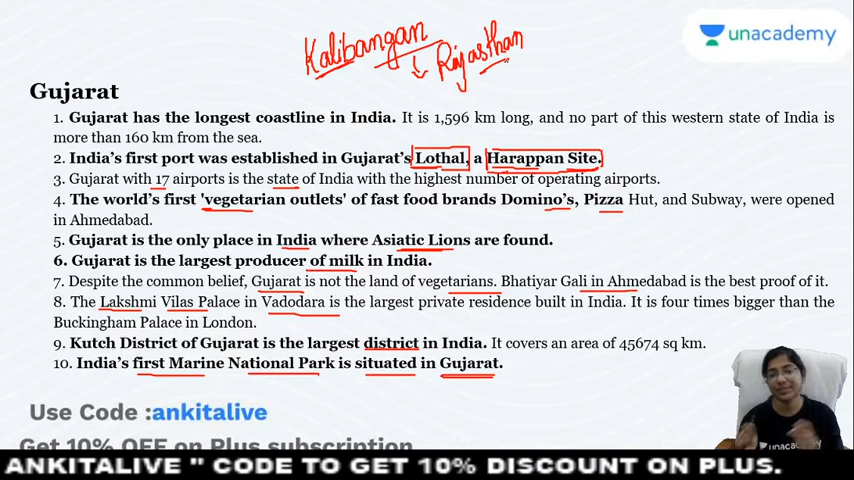 Kalibangan
Rajasthan
unacademy
Gujarat
1. Gujarat has the longest coastline in India. It is 1,596 km long, and no part of this western state of India is
more than 160 km from the sea.
2. India's first port was established in Gujarat's Lothal, a Harappan Site.
3. Gujarat with 17 airports is the state of India with the highest number of operating airports.
4. The world's first 'vegetarian outlets' of fast food brands Domino's, Pizza Hut, and Subway, were opened
in Ahmedabad.
5. Gujarat is the only place in India where Asiatic Lions are found.
6. Gujarat is the largest producer of milk in India.
7. Despite the common belief, Gujarat is not the land of vegetarians. Bhatiyar Gali in Ahmedabad is the best proof of it.
8. The Lakshmi Vilas Palace in Vadodara is the largest private residence built in India. It is four times bigger than the
Buckingham Palace in London.
9. Kutch District of Gujarat is the largest district in India. It covers an area of 45674 sq km.
10. India's first Marine National Park is situated in Gujarat.
Use Code :ankitalive
Get 10% OFF on Plus subscription
unacademy
ANKITALIVE " CODE TO GET 10% DISCOUNT ON PLUS.